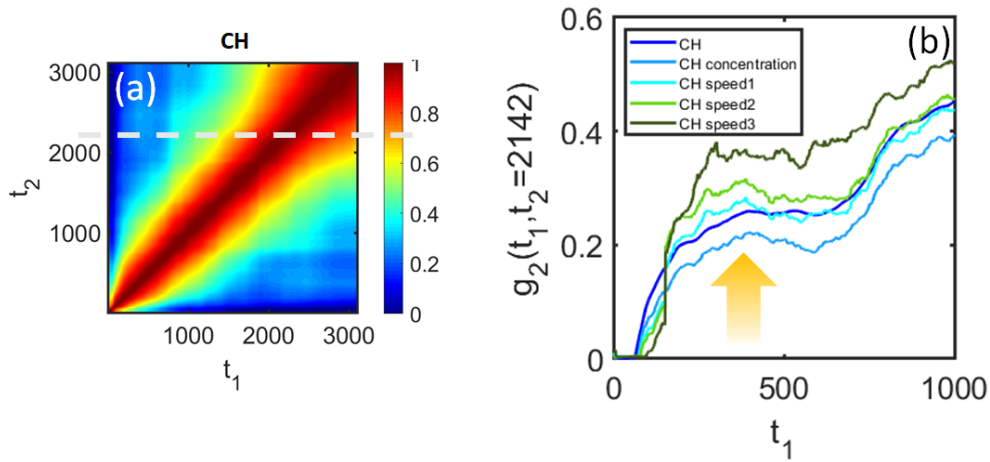 CH
(a)
3000
2000
1000
t2
1000 2000 3000
t1
1
0.8
0.6
0.4
0.2
0
(b)
CH
CH concentration
CH speed1
CH speed2
CH speed3
0.6
0.4
0.2
0
g2(t1,t2=2142)
0 500 1000
t1